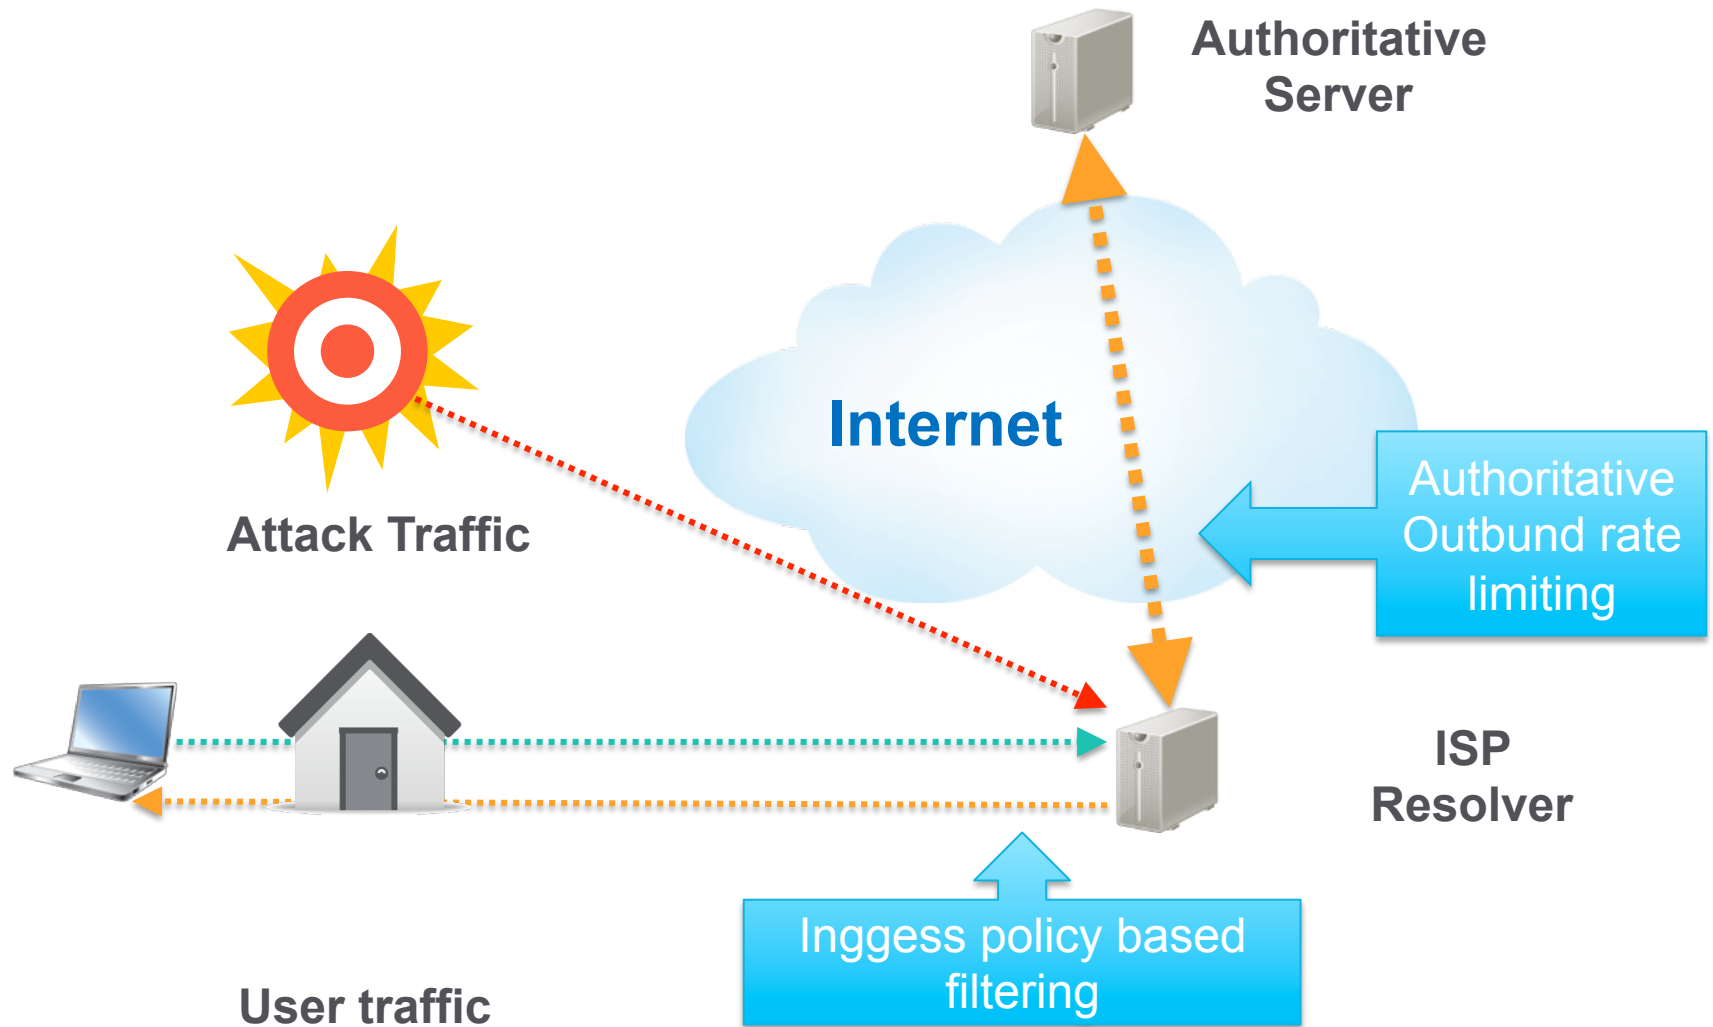 Authoritative
Server
Internet
Authoritative
Outbund rate
limiting
Attack Traffic
ISP
Resolver
Inggess policy based
filtering
User traffic